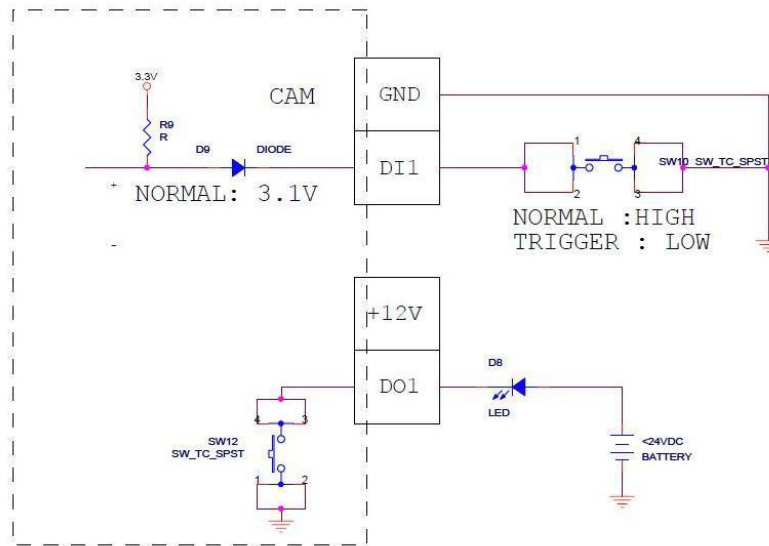 3.3V
R9
R
CAM
GND
D9
DIODE
DI1
NORMAL: 3.1V
+
-
1
4
2
3
SW10 SW_TC_SPST
NORMAL :HIGH
TRIGGER : LOW
+12V
DO1
D8
LED
<24VDC
BATTERY
4
3
SW12
SW_TC_SPST
1
2